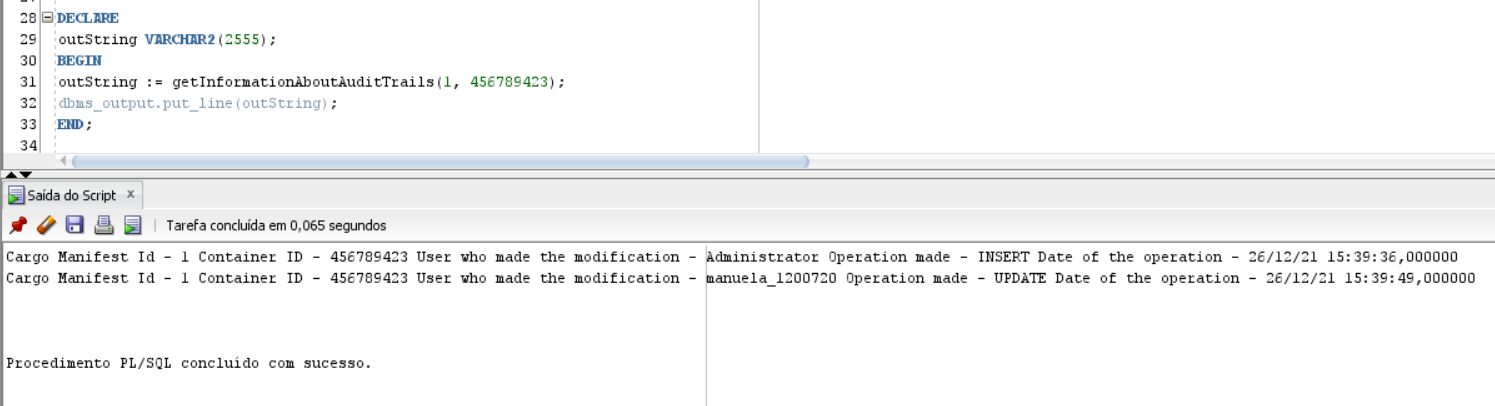 28 DECLARE
29 outString VARCHAR2(2555);
30 BEGIN
31 outString := getInformationAboutAuditTrails(1, 456789423);
32 dbms_output.put_line(outString);
33 END;
34
Saída do Script x
Tarefa concluída em 0,065 segundos
Cargo Manifest Id - 1 Container ID - 456789423 User who made the modification - Administrator Operation made - INSERT Date of the operation - 26/12/21 15:39:36,000000
Cargo Manifest Id - 1 Container ID - 456789423 User who made the modification - manuela_1200720 Operation made - UPDATE Date of the operation - 26/12/21 15:39:49,000000
Procedimento PL/SQL concluído com sucesso.